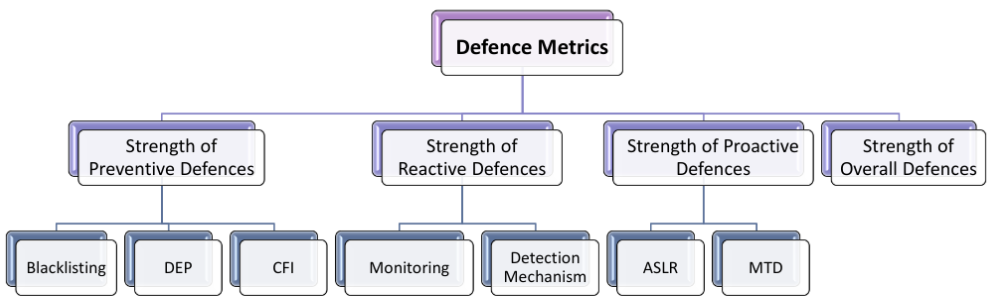 Defence Metrics
Strength of
Preventive Defences
Strength of
Reactive Defences
Strength of Proactive
Defences
Strength of
Overall Defences
Blacklisting
DEP
CFI
Monitoring
Detection
Mechanism
ASLR
MTD